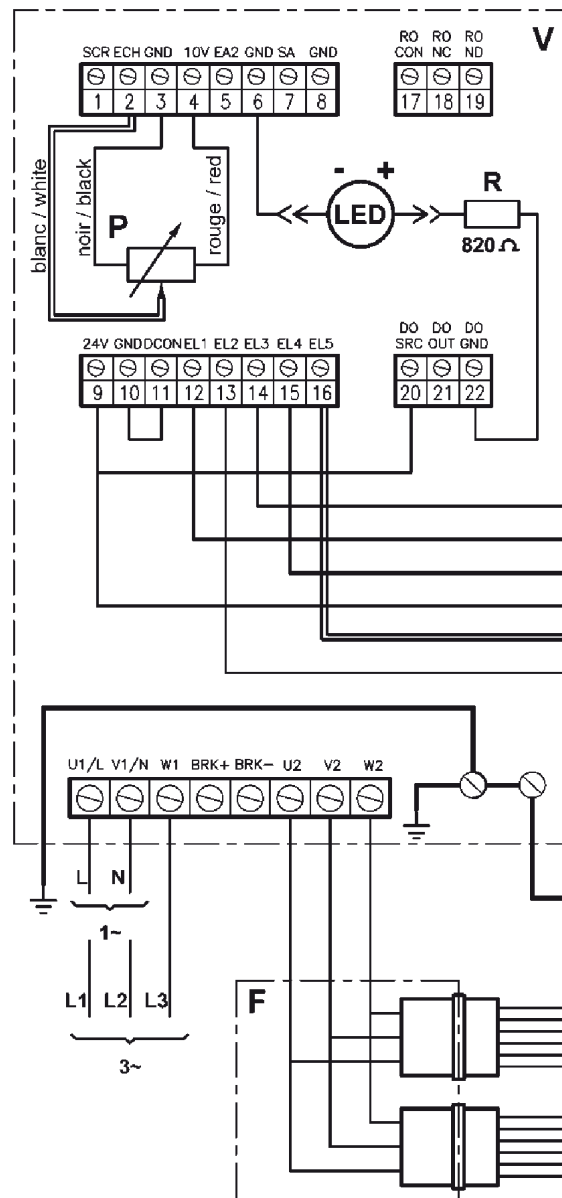 V
SCR ECH GND 10V EA2 GND SA GND
1 2 3 4 5 6 7 8
RO RO RO
CON NC ND
17 18 19
blanc / white
noir / black
P
rouge / red
- +
LED
R
820 Ω
24V GND DCON EL1 EL2 EL3 EL4 EL5
9 10 11 12 13 14 15 16
DO DO DO
SRC OUT GND
20 21 22
U1/L V1/N W1 BRK+ BRK- U2 V2 W2
L N
1~
L1 L2 L3
3~
F